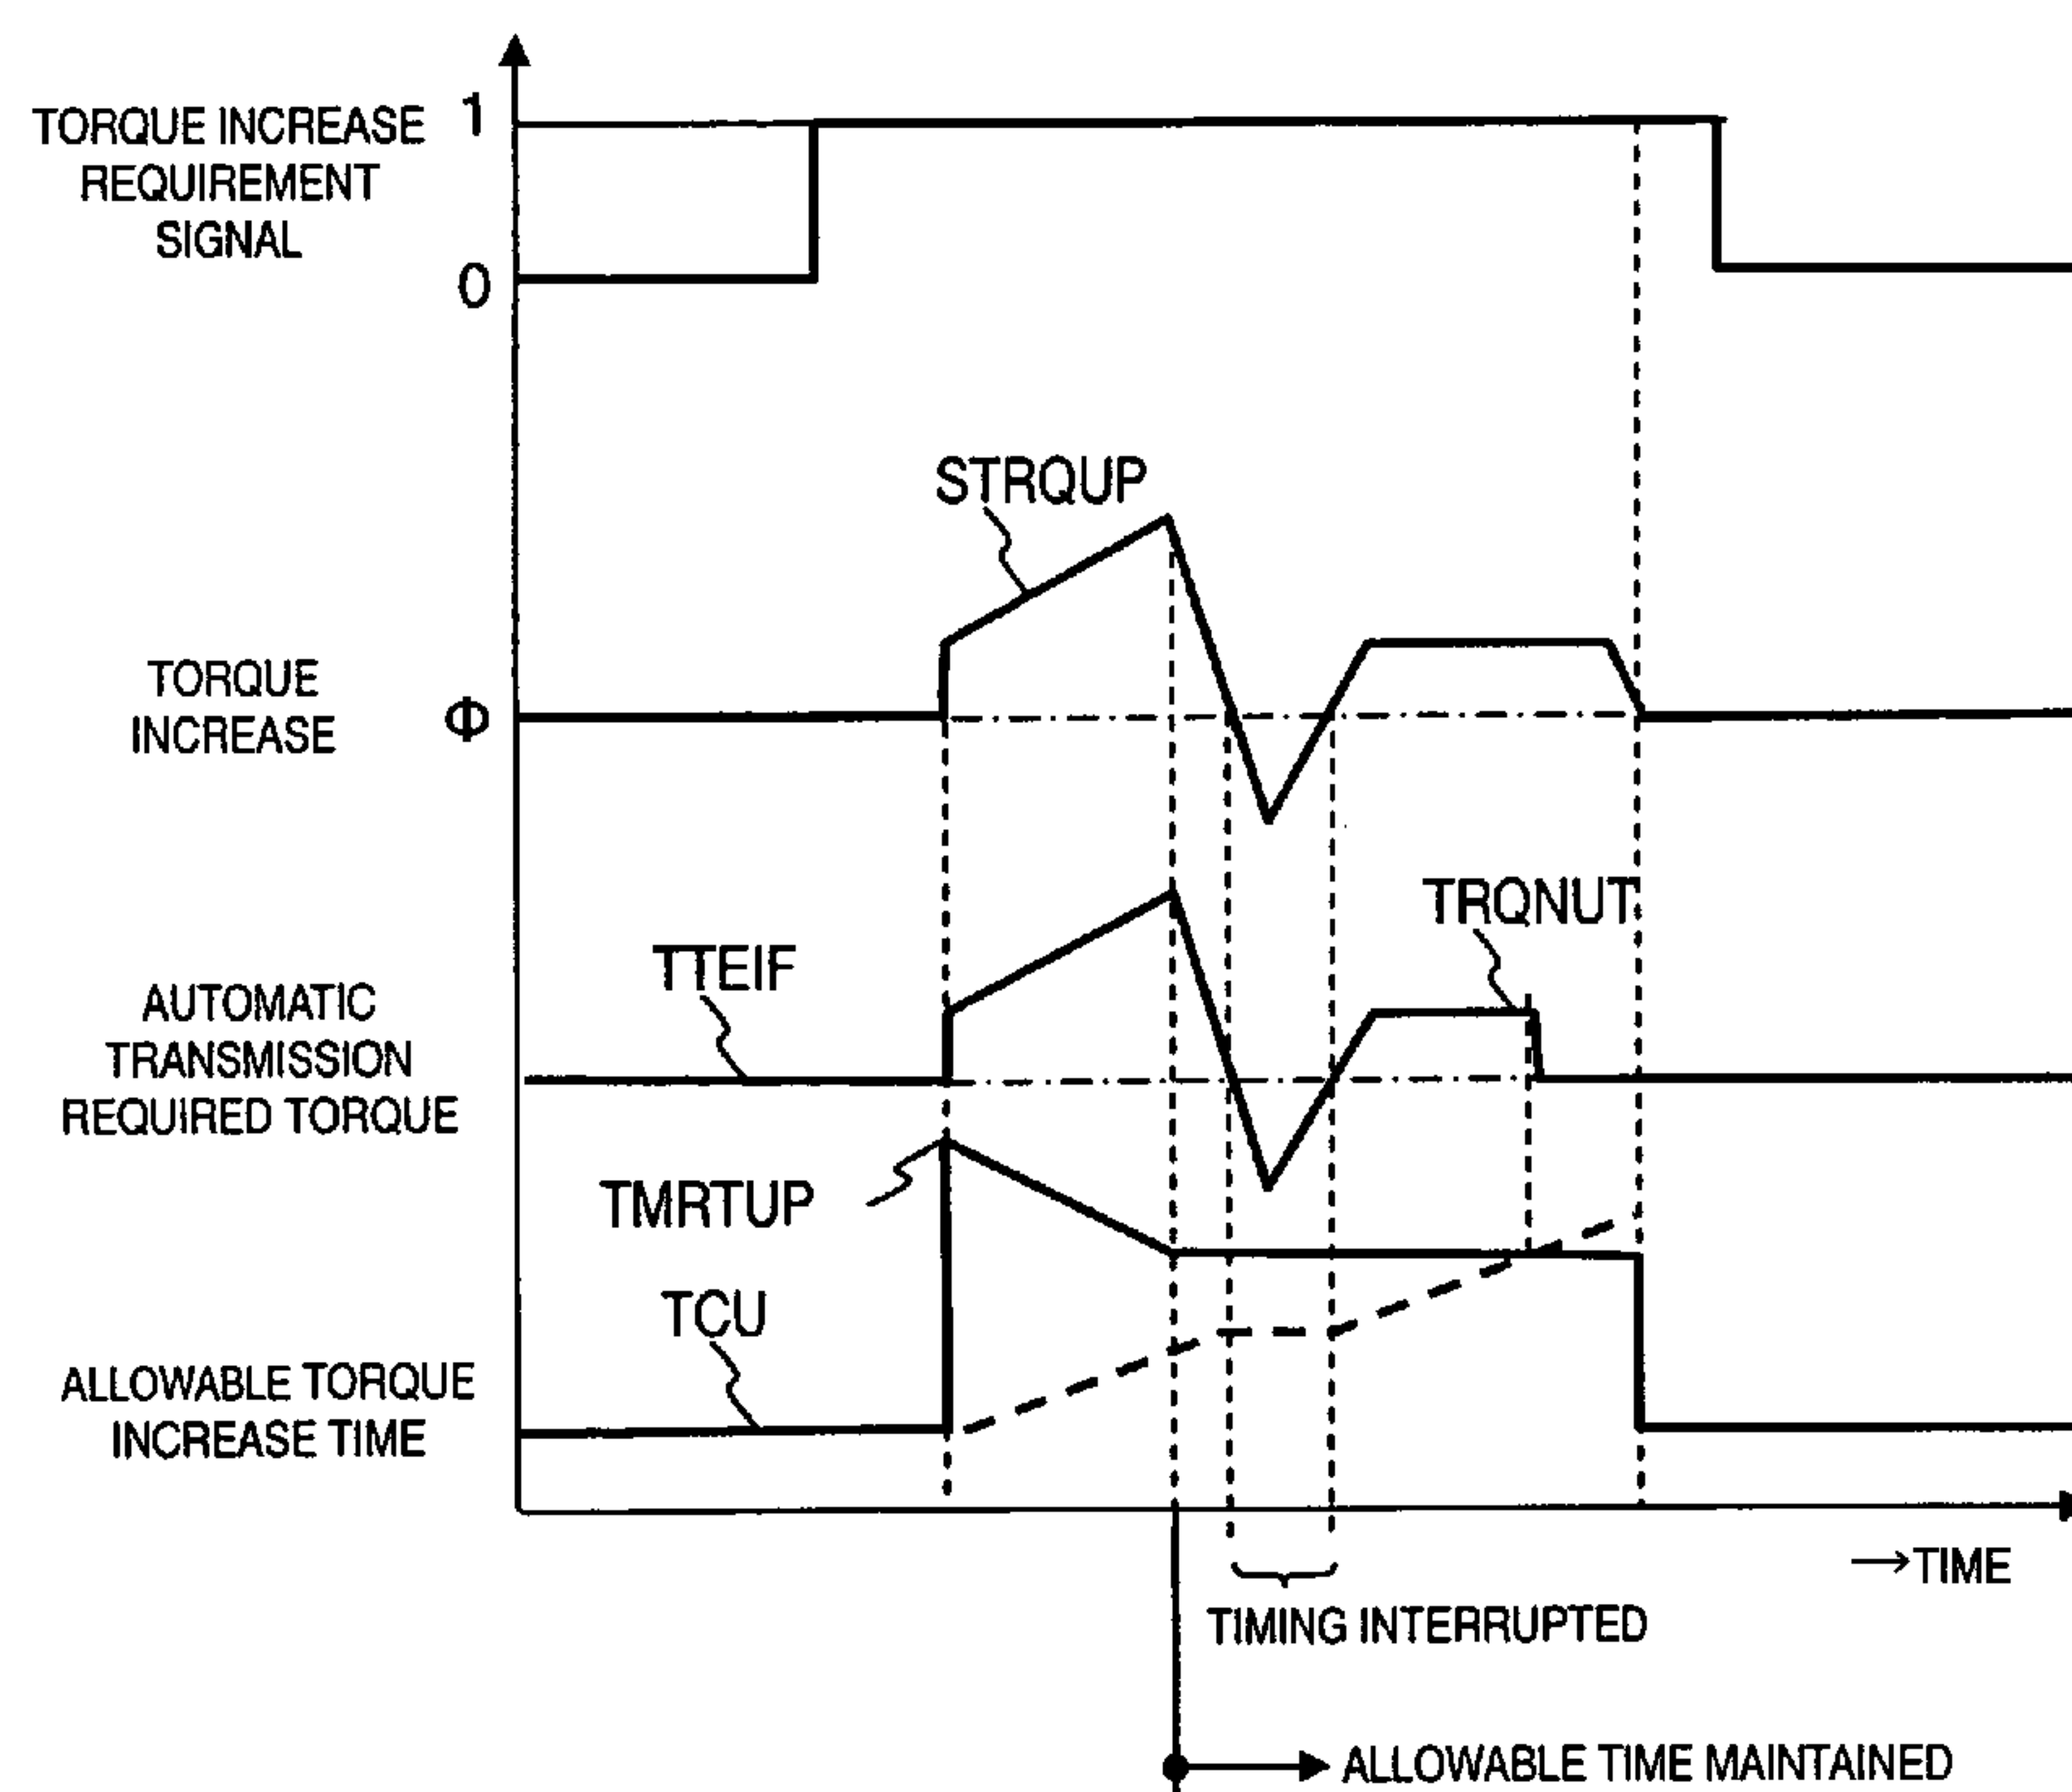 TORQUE INCREASE
REQUIREMENT
SIGNAL
1
0
STRQUP
TORQUE
INCREASE
Φ
TRQNUT
TTEIF
AUTOMATIC
TRANSMISSION
REQUIRED TORQUE
TMRTUP
TCU
ALLOWABLE TORQUE
INCREASE TIME
→TIME
TIMING INTERRUPTED
ALLOWABLE TIME MAINTAINED